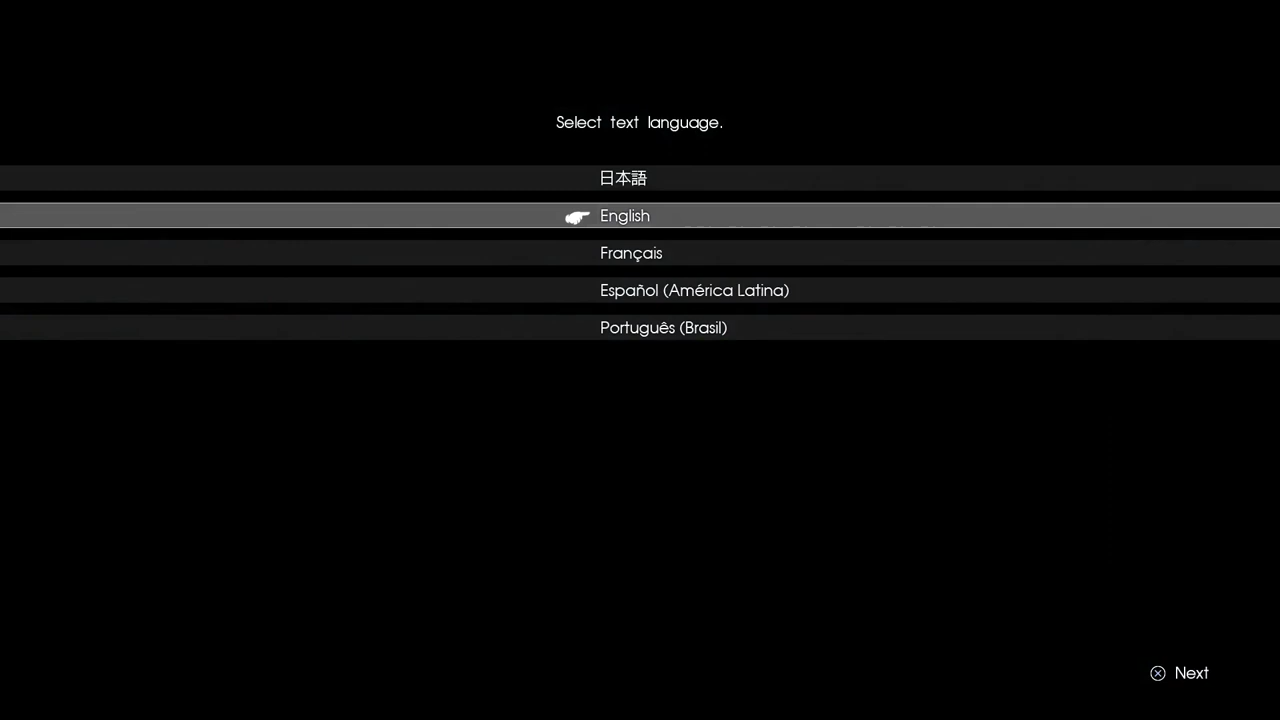 Select text language.
日本語
English
Français
Español (América Latina)
Português (Brasil)
Next